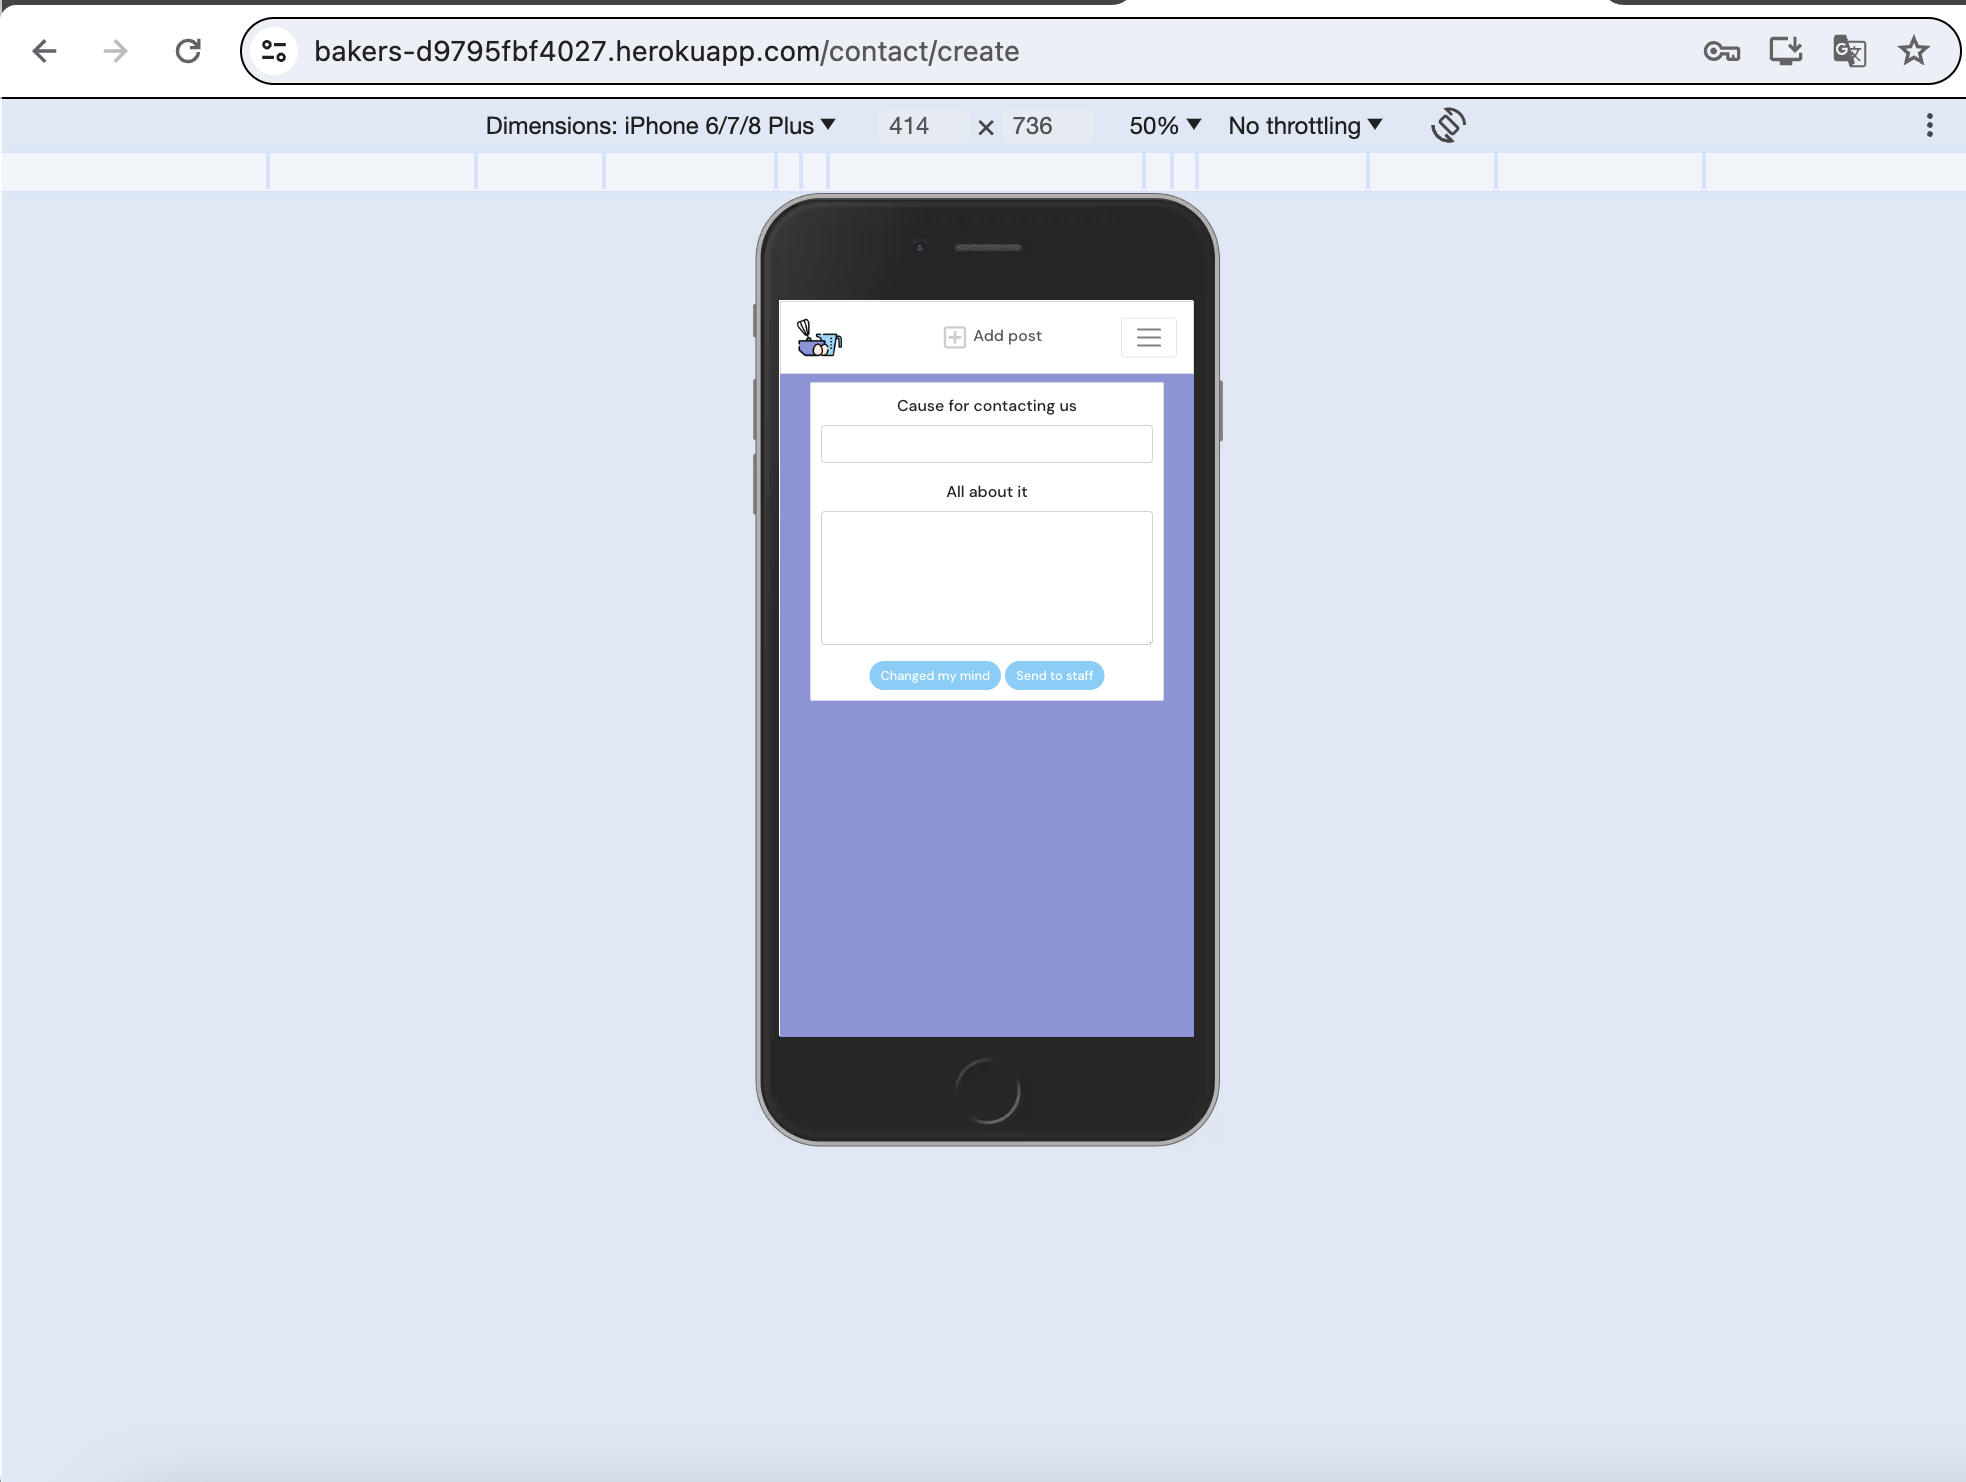 bakers-d9795fbf4027.herokuapp.com/contact/create
Dimensions: iPhone 6/7/8 Plus 414 × 736 50% No throttling
Add post
Cause for contacting us
All about it
Changed my mind Send to staff